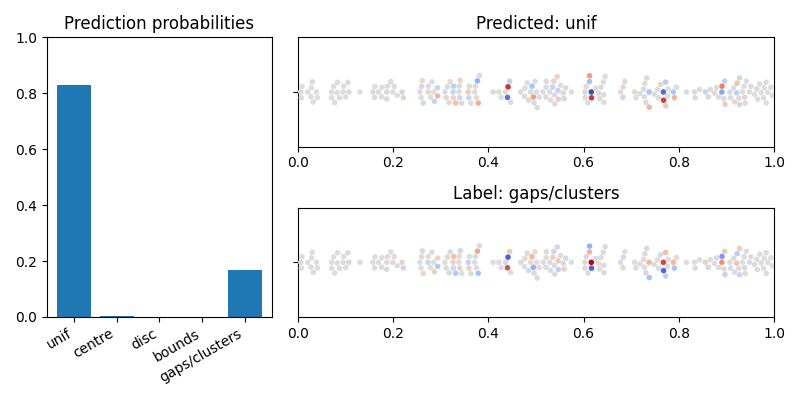 Prediction probabilities
1.0
0.8
0.6
0.4
0.2
0.0
unif
centre
disc
bounds
gaps/clusters
Predicted: unif
0.0 0.2 0.4 0.6 0.8 1.0
Label: gaps/clusters
0.0 0.2 0.4 0.6 0.8 1.0